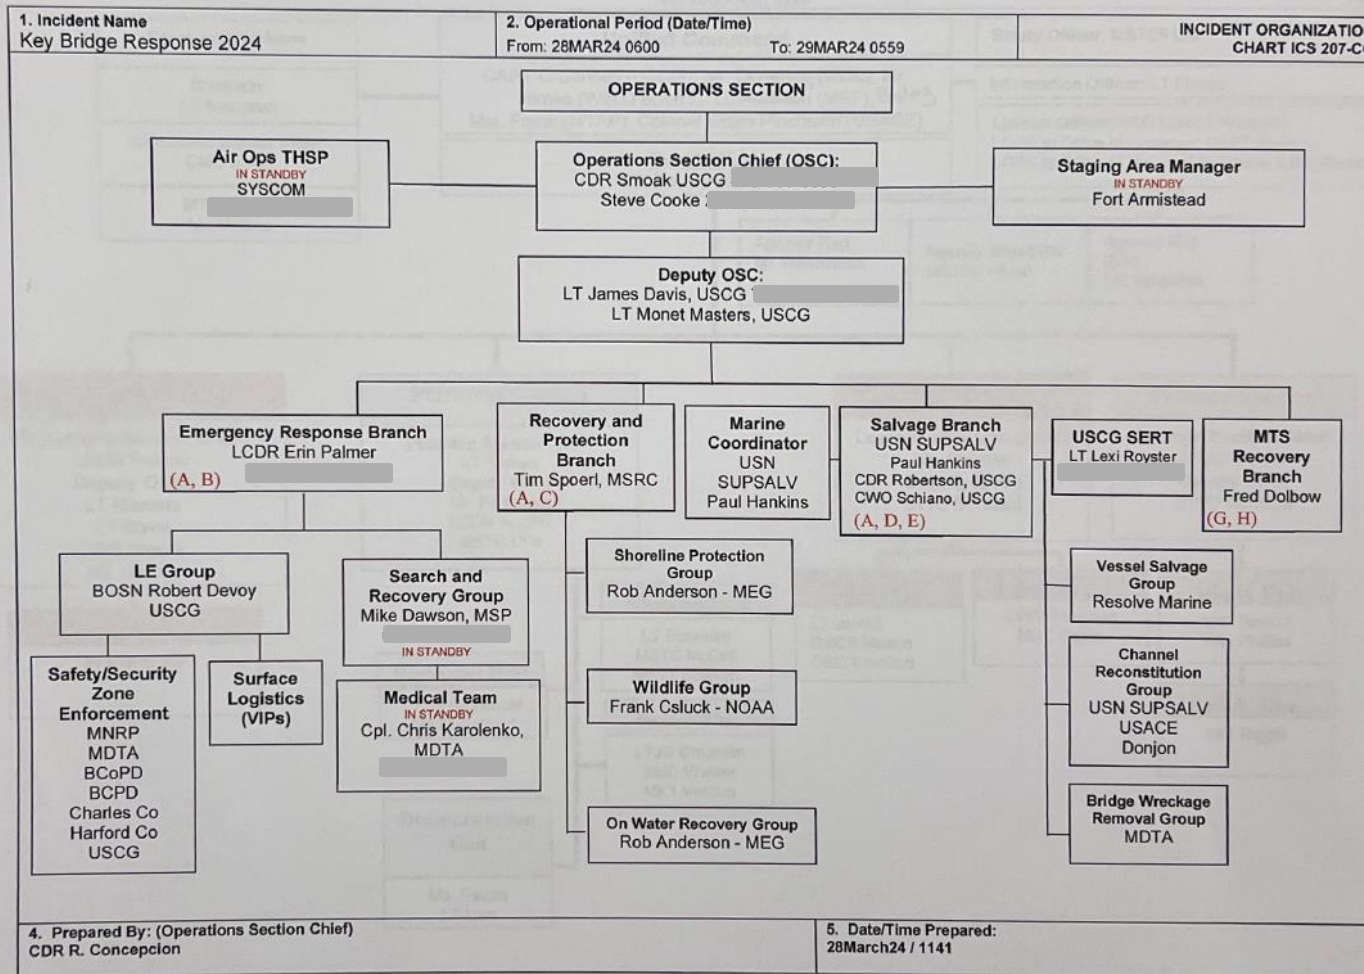 1. Incident Name
Key Bridge Response 2024
2. Operational Period (Date/Time)
From: 28MAR24 0600 To: 29MAR24 0559
INCIDENT ORGANIZATIO
CHART ICS 207-C
OPERATIONS SECTION
Air Ops THSP
IN STANDBY
SYSCOM
Operations Section Chief (OSC):
CDR Smoak USCG
Steve Cooke
Staging Area Manager
IN STANDBY
Fort Armistead
Deputy OSC:
LT James Davis, USCG
LT Monet Masters, USCG
Emergency Response Branch
LCDR Erin Palmer
(A, B)
Recovery and
Protection
Branch
Tim Spoerl, MSRC
(A, C)
Marine
Coordinator
USN
SUPSALV
Paul Hankins
Salvage Branch
USN SUPSALV
Paul Hankins
CDR Robertson, USCG
CWO Schiano, USCG
(A, D, E)
USCG SERT
LT Lexi Royster
MTS
Recovery
Branch
Fred Dolbow
(G, H)
LE Group
BOSN Robert Devoy
USCG
Search and
Recovery Group
Mike Dawson, MSP
IN STANDBY
Shoreline Protection
Group
Rob Anderson - MEG
Vessel Salvage
Group
Resolve Marine
Safety/Security
Zone
Enforcement
MNRP
MDTA
BCoPD
BCPD
Charles Co
Harford Co
USCG
Surface
Logistics
(VIPs)
Medical Team
IN STANDBY
Cpl. Chris Karolenko,
MDTA
Wildlife Group
Frank Csluck - NOAA
Channel
Reconstitution
Group
USN SUPSALV
USACE
Donjon
On Water Recovery Group
Rob Anderson - MEG
Bridge Wreckage
Removal Group
MDTA
4. Prepared By: (Operations Section Chief)
CDR R. Concepcion
5. Date/Time Prepared:
28March24 / 1141